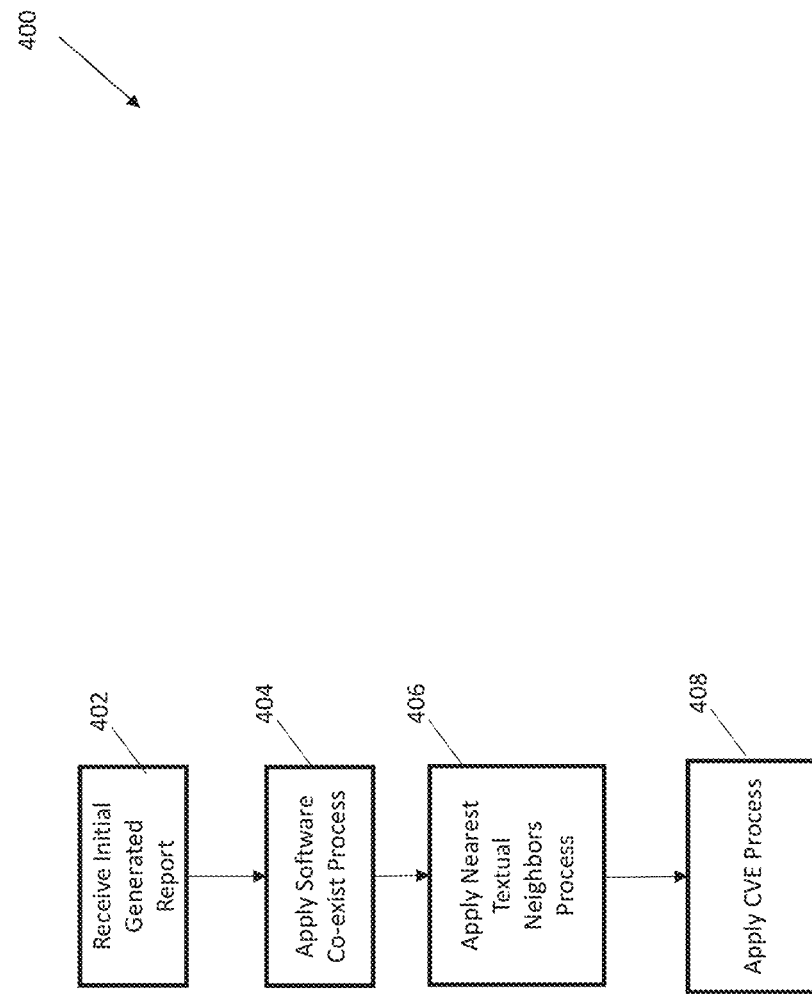 400
402
Receive Initial
Generated
Report
404
Apply Software
Co-exist Process
406
Apply Nearest
Textual
Neighbors
Process
408
Apply CVE Process